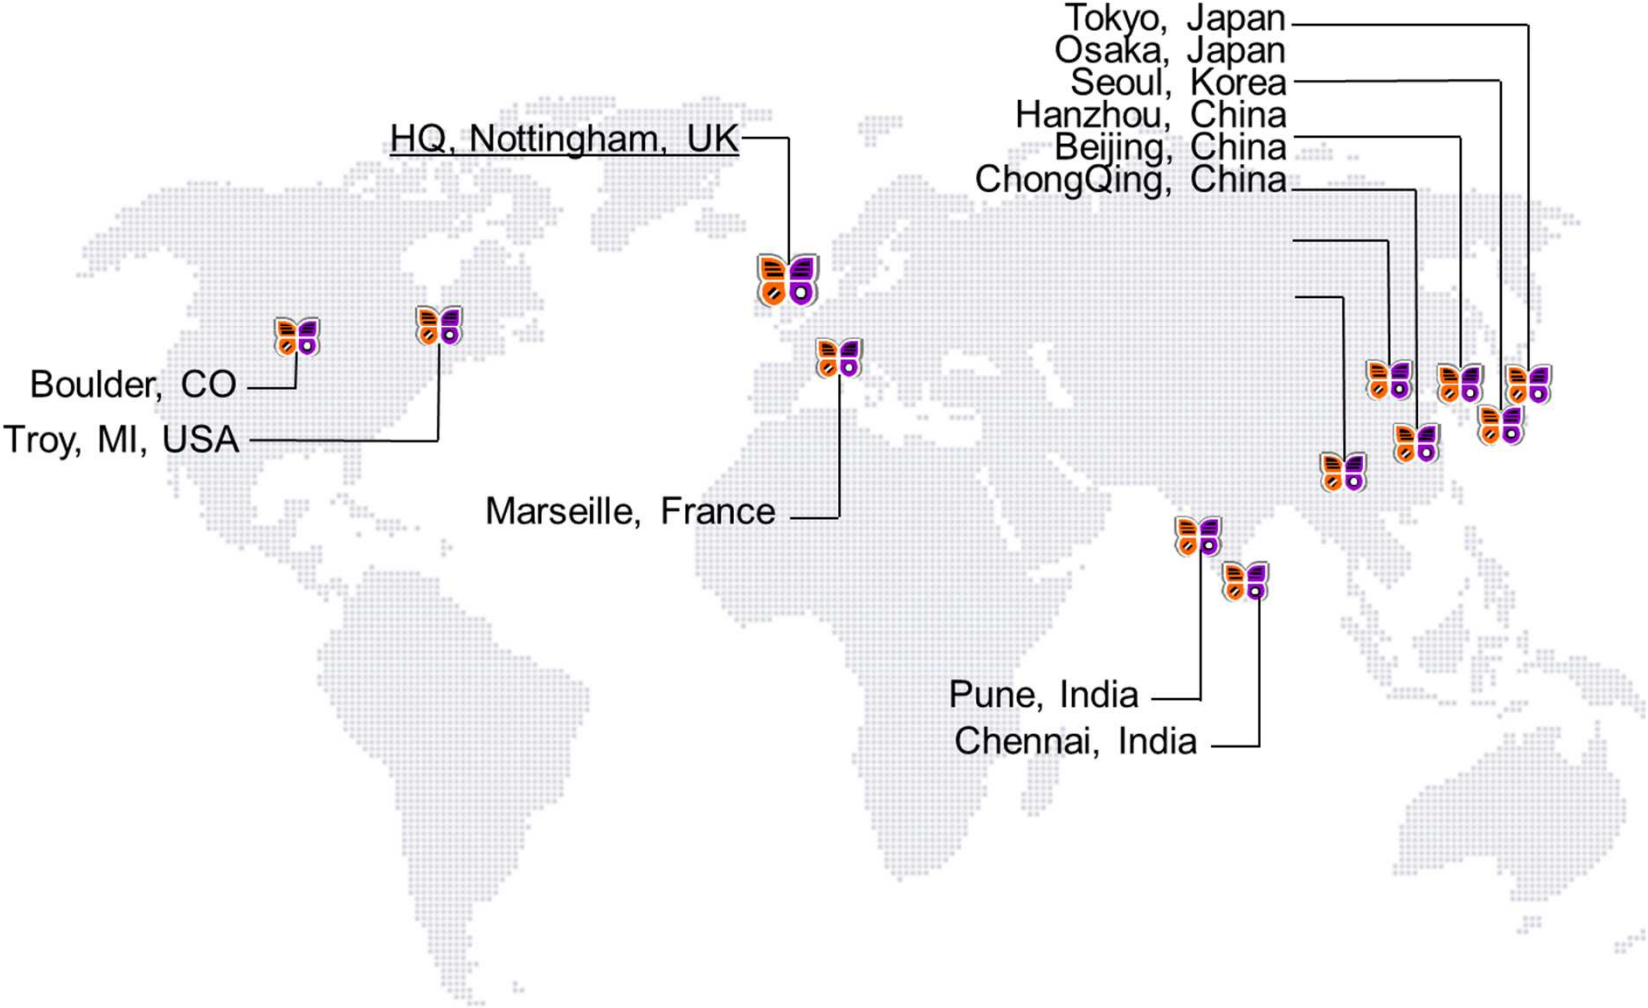 Tokyo, Japan
Osaka, Japan
Seoul, Korea
Hanzhou, China
Beijing, China
ChongQing, China
HQ, Nottingham, UK
Boulder, CO
Troy, MI, USA
Marseille, France
Pune, India
Chennai, India